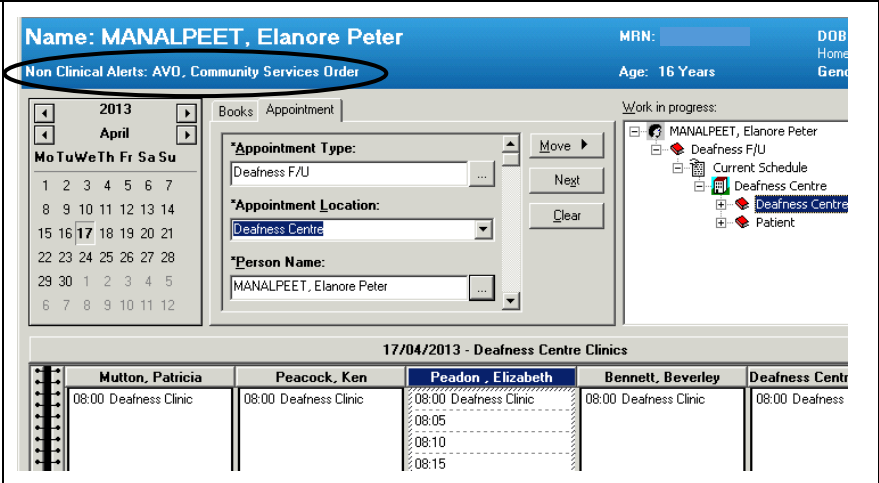 Name: MANALPEET, Elanore Peter
MRN:
DOB
Home
Non Clinical Alerts: AVO, Community Services Order
Age: 16 Years
Gend
2013
April
Mo Tu We Th Fr Sa Su
1 2 3 4 5 6 7
8 9 10 11 12 13 14
15 16 17 18 19 20 21
22 23 24 25 26 27 28
29 30 1 2 3 4 5
6 7 8 9 10 11 12
Books
Appointment
*Appointment Type:
Deafness F/U
...
*Appointment Location:
Deafness Centre
*Person Name:
MANALPEET, Elanore Peter
...
Move
Next
Clear
Work in progress:
MANALPEET, Elanore Peter
Deafness F/U
Current Schedule
Deafness Centre
Deafness Centre
Patient
17/04/2013 - Deafness Centre Clinics
Mutton, Patricia
Peacock, Ken
Peadon , Elizabeth
Bennett, Beverley
Deafness Centr
08:00 Deafness Clinic
08:00 Deafness Clinic
08:00 Deafness Clinic
08:00 Deafness Clinic
08:00 Deafness
08:05
08:10
08:15